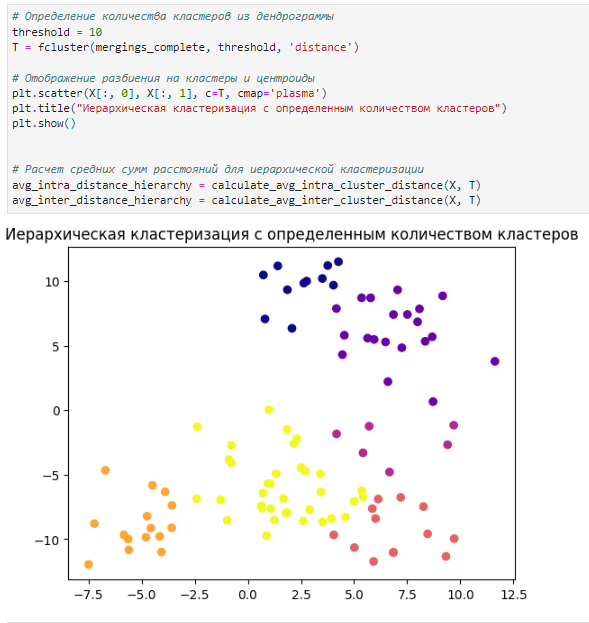 # Определение количества кластеров из дендрограммы
threshold = 10
T = fcluster(mergings_complete, threshold, 'distance')
# Отображение разбиения на кластеры и центроиды
plt.scatter(X[:, 0], X[:, 1], c=T, cmap='plasma')
plt.title("Иерархическая кластеризация с определенным количеством кластеров")
plt.show()
# Расчет средних сумм расстояний для иерархической кластеризации
avg_intra_distance_hierarchy = calculate_avg_intra_cluster_distance(X, T)
avg_inter_distance_hierarchy = calculate_avg_inter_cluster_distance(X, T)
Иерархическая кластеризация с определенным количеством кластеров
10
5
0
−5
−10
−7.5 −5.0 −2.5 0.0 2.5 5.0 7.5 10.0 12.5